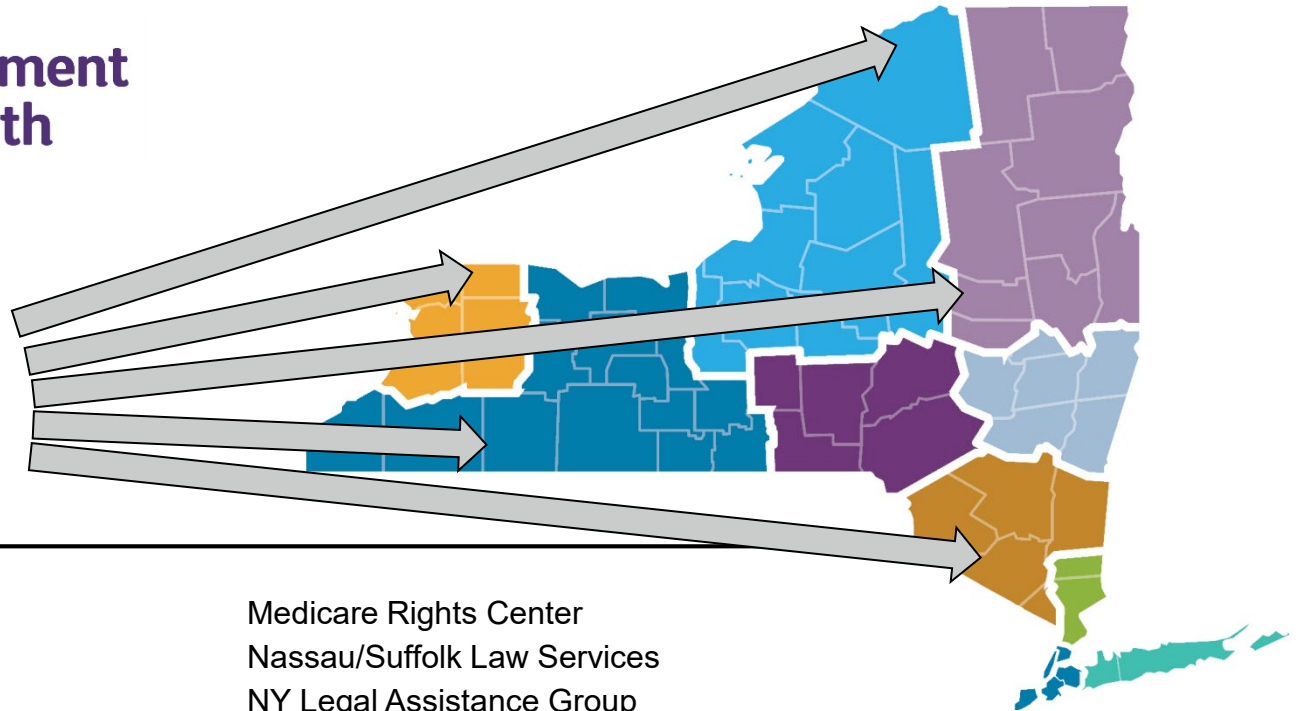 ment
th
Medicare Rights Center
Nassau/Suffolk Law Services
NY Legal Assistance Group